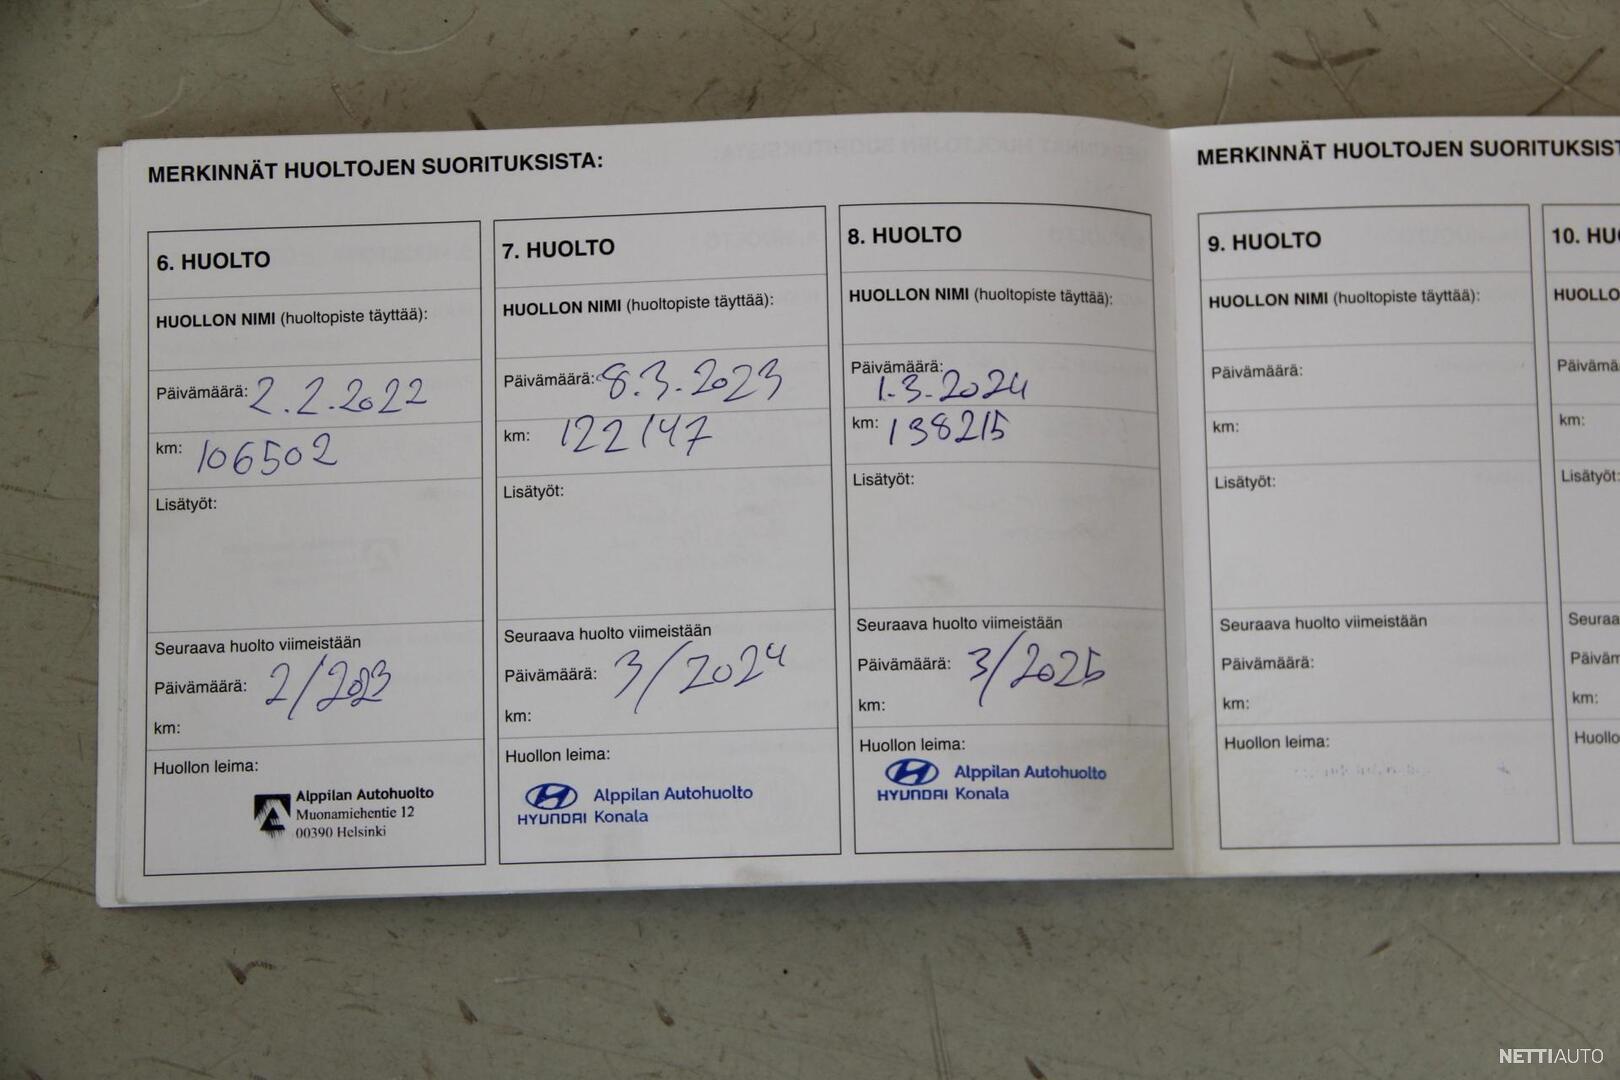 MERKINNÄT HUOLTOJEN SUORITUKSISTA:
6. HUOLTO
HUOLLON NIMI (huoltopiste täyttää):
Päivämäärä: 2.2.2022
km: 106502
Lisätyöt:
Seuraava huolto viimeistään
Päivämäärä: 2/2023
km:
Huollon leima:
Alppilan Autohuolto
Muonamiehentie 12
00390 Helsinki
7. HUOLTO
HUOLLON NIMI (huoltopiste täyttää):
Päivämäärä: 8.3.2023
km: 122147
Lisätyöt:
Seuraava huolto viimeistään
Päivämäärä: 3/2024
km:
Huollon leima:
Alppilan Autohuolto
HYUNDAI Konala
8. HUOLTO
HUOLLON NIMI (huoltopiste täyttää):
Päivämäärä:
1.3.2024
km: 138215
Lisätyöt:
Seuraava huolto viimeistään
Päivämäärä: 3/2025
km:
Huollon leima:
Alppilan Autohuolto
HYUNDAI Konala
MERKINNÄT HUOLTOJEN SUORITUKSIST
9. HUOLTO
HUOLLON NIMI (huoltopiste täyttää):
Päivämäärä:
km:
Lisätyöt:
Seuraava huolto viimeistään
Päivämäärä:
km:
Huollon leima:
10. HU
HUOLLO
Päivämä
km:
Lisätyöt:
Seuraa
Päiväm
km:
Huollo
NETTIAUTO